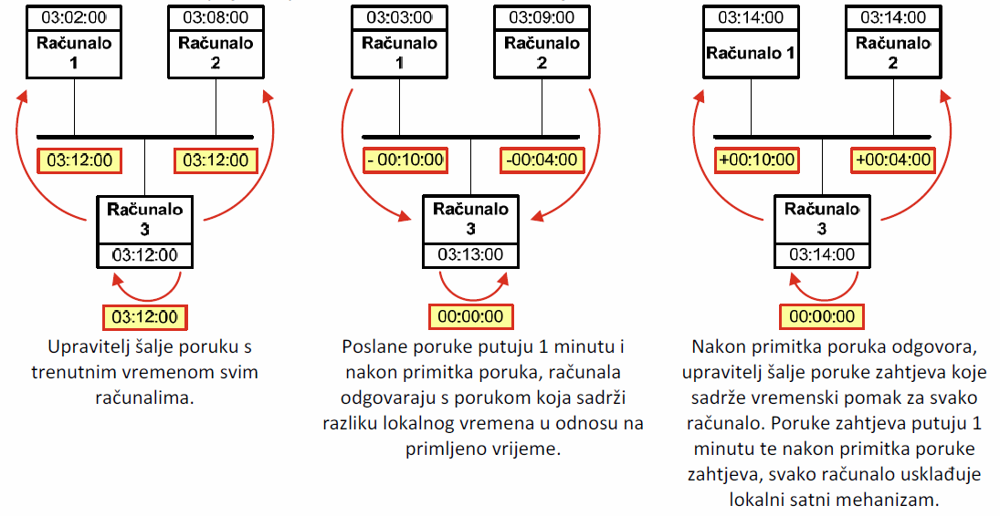 03:02:00
Računalo
1
03:08:00
Računalo
2
03:12:00
03:12:00
Računalo
3
03:12:00
03:12:00
Upravitelj šalje poruku s
trenutnim vremenom svim
računalima.
03:03:00
Računalo
1
03:09:00
Računalo
2
- 00:10:00
-00:04:00
Računalo
3
03:13:00
00:00:00
Poslane poruke putuju 1 minutu i
nakon primitka poruka, računala
odgovaraju s porukom koja sadrži
razliku lokalnog vremena u odnosu na
primljeno vrijeme.
03:14:00
Računalo 1
03:14:00
Računalo
2
+00:10:00
+00:04:00
Računalo
3
03:14:00
00:00:00
Nakon primitka poruka odgovora,
upravitelj šalje poruke zahtjeva koje
sadrže vremenski pomak za svako
računalo. Poruke zahtjeva putuju 1
minutu te nakon primitka poruke
zahtjeva, svako računalo usklađuje
lokalni satni mehanizam.